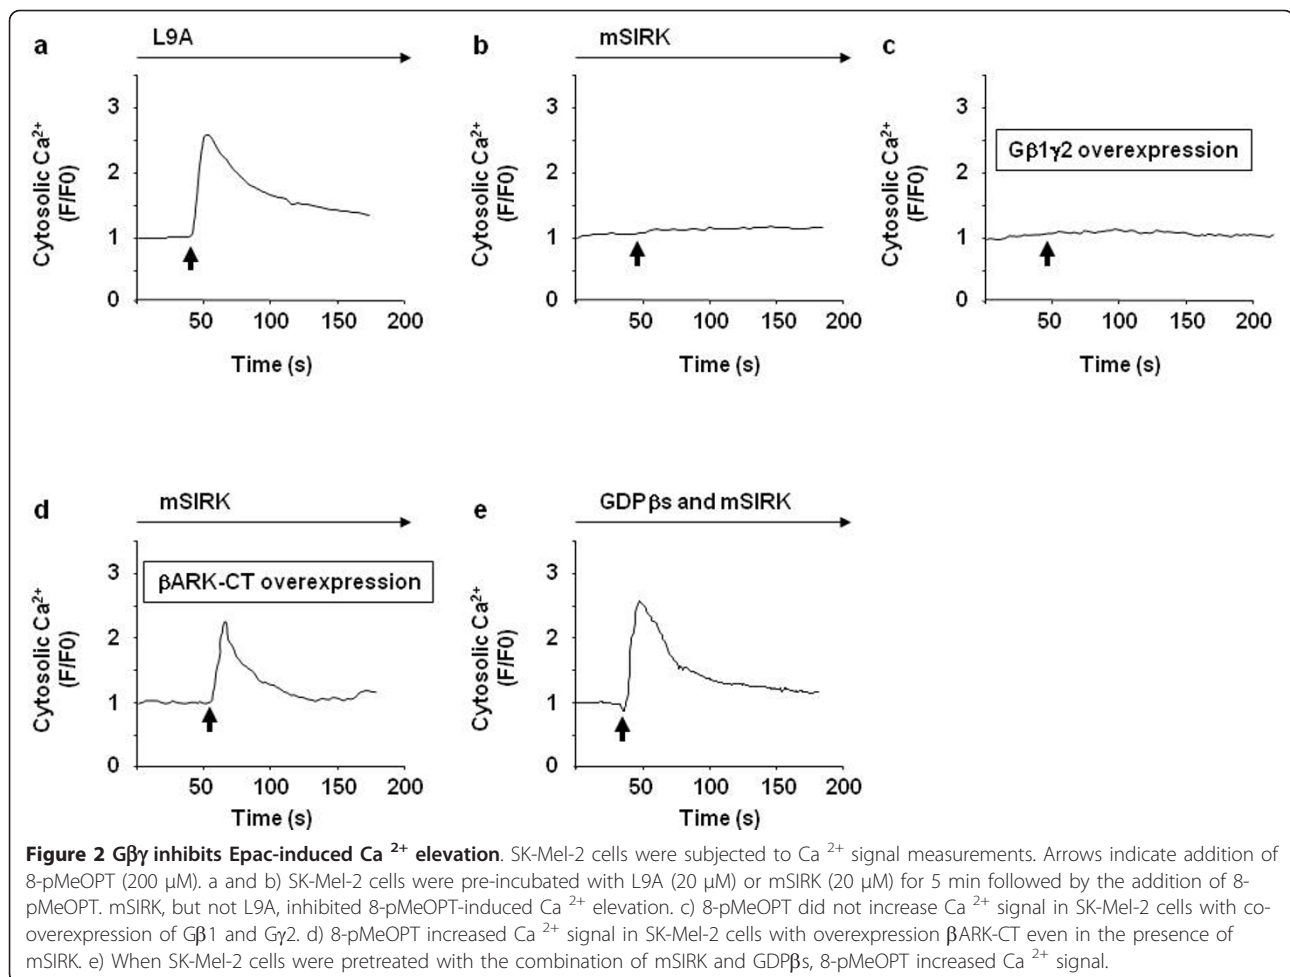 a
L9A
Cytosolic Ca2+
(F/F0)
3
2
1
0
50
100
150
200
Time (s)
b
mSIRK
Cytosolic Ca2+
(F/F0)
3
2
1
0
50
100
150
200
Time (s)
c
Gβ1γ2 overexpression
Cytosolic Ca2+
(F/F0)
3
2
1
0
50
100
150
200
Time (s)
d
mSIRK
βARK-CT overexpression
Cytosolic Ca2+
(F/F0)
3
2
1
0
50
100
150
200
Time (s)
e
GDPβs and mSIRK
Cytosolic Ca2+
(F/F0)
3
2
1
0
50
100
150
200
Time (s)
Figure 2 Gβγ inhibits Epac-induced Ca 2+ elevation. SK-Mel-2 cells were subjected to Ca 2+ signal measurements. Arrows indicate addition of
8-pMeOPT (200 μM). a and b) SK-Mel-2 cells were pre-incubated with L9A (20 μM) or mSIRK (20 μM) for 5 min followed by the addition of 8-
pMeOPT. mSIRK, but not L9A, inhibited 8-pMeOPT-induced Ca 2+ elevation. c) 8-pMeOPT did not increase Ca 2+ signal in SK-Mel-2 cells with co-
overexpression of Gβ1 and Gγ2. d) 8-pMeOPT increased Ca 2+ signal in SK-Mel-2 cells with overexpression βARK-CT even in the presence of
mSIRK. e) When SK-Mel-2 cells were pretreated with the combination of mSIRK and GDPβs, 8-pMeOPT increased Ca 2+ signal.